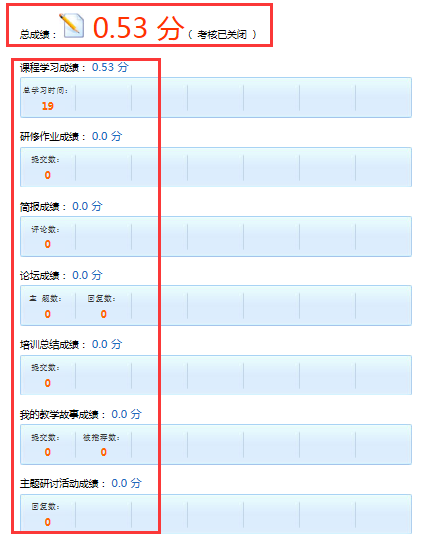 总成绩： 0.53 分（ 考核已关闭 ）
课程学习成绩： 0.53 分
总学习时间：
19
研修作业成绩： 0.0 分
提交数：
0
简报成绩： 0.0 分
评论数：
0
论坛成绩： 0.0 分
主 题数： 回复数：
0 0
培训总结成绩： 0.0 分
提交数：
0
我的教学故事成绩： 0.0 分
提交数： 被推荐数：
0 0
主题研讨活动成绩： 0.0 分
回复数：
0